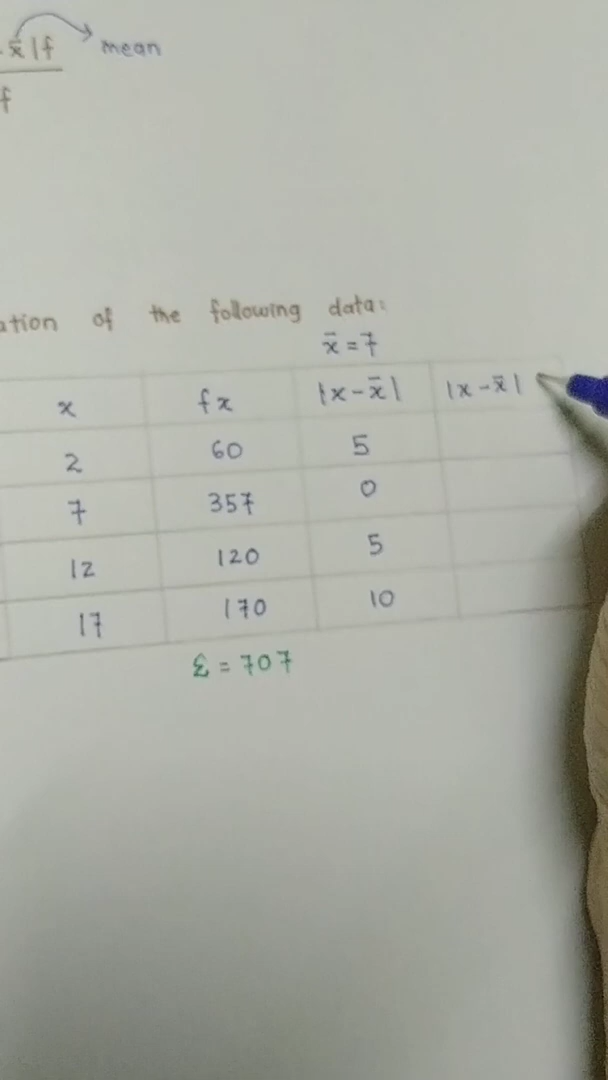 x̄|f mean
f
ation of the following data:
x̄ = 7
x fx |x-x̄| |x-x̄|
2 60 5
7 357 0
12 120 5
17 170 10
Σ = 707